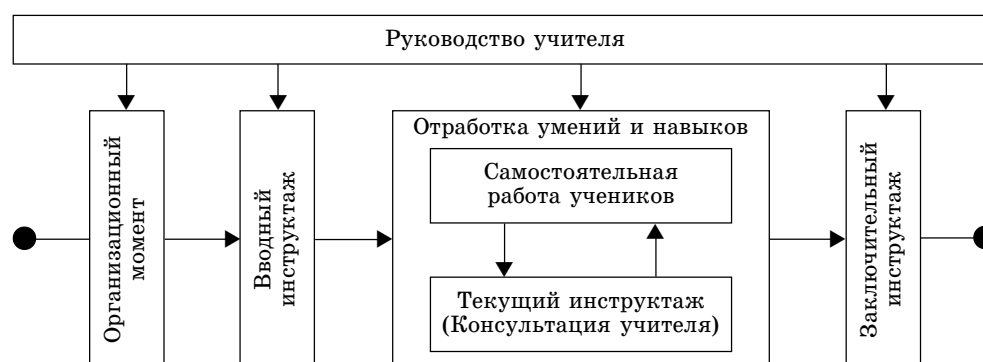 Руководство учителя
Организационный
момент
Вводный
инструктаж
Отработка умений и навыков
Самостоятельная
работа учеников
Текущий инструктаж
(Консультация учителя)
Заключительный
инструктаж